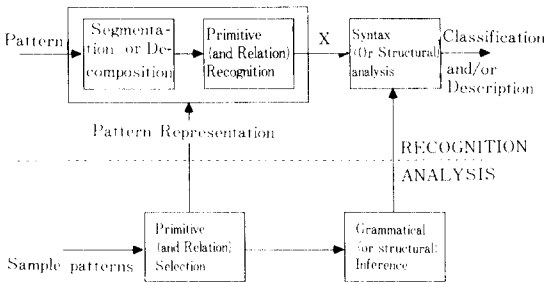 Pattern
Segmenta-
tion or De-
composition
Primitive
(and Relation)
Recognition
X
Syntax
(Or Structural)
analysis
Classification
and/or
Description
Pattern Representation
RECOGNITION
ANALYSIS
Sample patterns
Primitive
(and Relation)
Selection
Grammatical
(or structural)
Inference